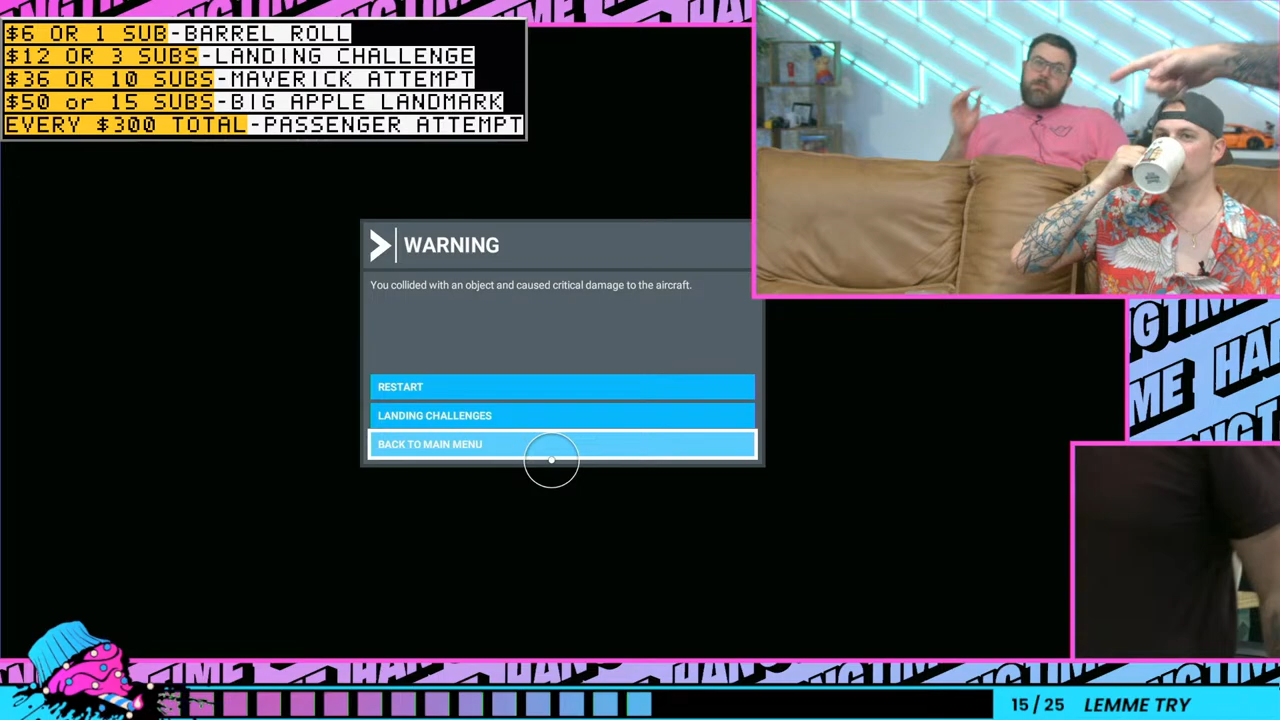 $6 OR 1 SUB-BARREL ROLL
$12 OR 3 SUBS-LANDING CHALLENGE
$36 OR 10 SUBS-MAVERICK ATTEMPT
$50 or 15 SUBS-BIG APPLE LANDMARK
EVERY $300 TOTAL-PASSENGER ATTEMPT
WARNING
You collided with an object and caused critical damage to the aircraft.
RESTART
LANDING CHALLENGES
BACK TO MAIN MENU
15 / 25 LEMME TRY